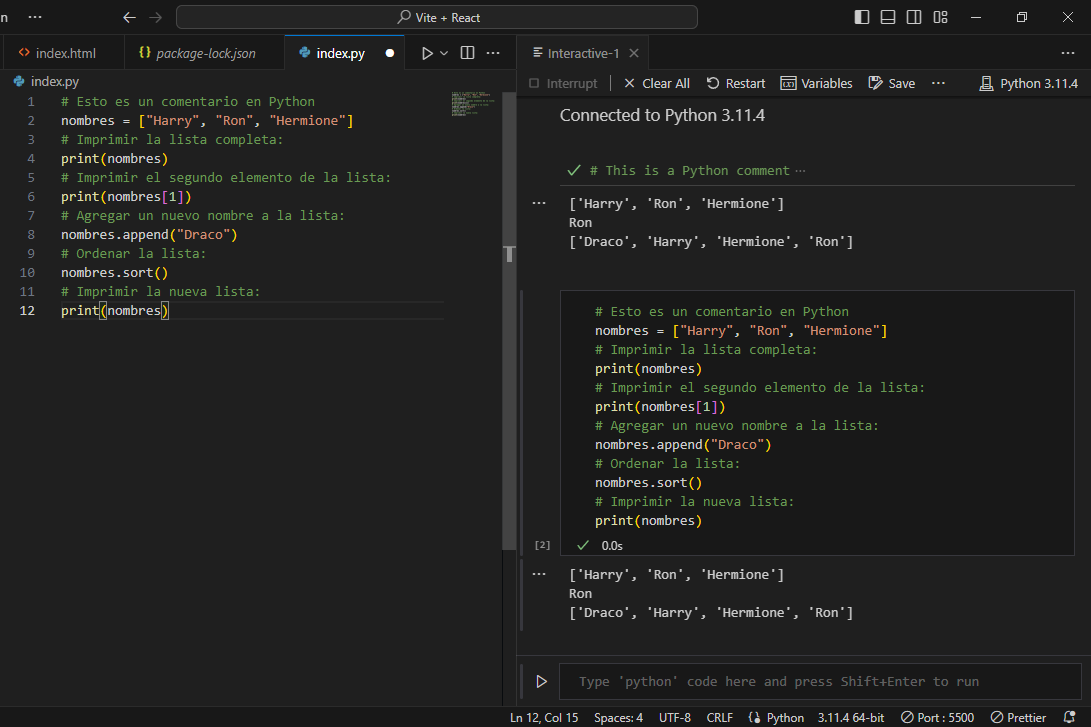 n ··· Vite + React
index.html package-lock.json index.py
index.py
1 # Esto es un comentario en Python
2 nombres = ["Harry", "Ron", "Hermione"]
3 # Imprimir la lista completa:
4 print(nombres)
5 # Imprimir el segundo elemento de la lista:
6 print(nombres[1])
7 # Agregar un nuevo nombre a la lista:
8 nombres.append("Draco")
9 # Ordenar la lista:
10 nombres.sort()
11 # Imprimir la nueva lista:
12 print(nombres)
Interactive-1
Interrupt Clear All Restart Variables Save ··· Python 3.11.4
Connected to Python 3.11.4
# This is a Python comment ···
['Harry', 'Ron', 'Hermione']
Ron
['Draco', 'Harry', 'Hermione', 'Ron']
# Esto es un comentario en Python
nombres = ["Harry", "Ron", "Hermione"]
# Imprimir la lista completa:
print(nombres)
# Imprimir el segundo elemento de la lista:
print(nombres[1])
# Agregar un nuevo nombre a la lista:
nombres.append("Draco")
# Ordenar la lista:
nombres.sort()
# Imprimir la nueva lista:
print(nombres)
[2] 0.0s
['Harry', 'Ron', 'Hermione']
Ron
['Draco', 'Harry', 'Hermione', 'Ron']
Type 'python' code here and press Shift+Enter to run
Ln 12, Col 15 Spaces: 4 UTF-8 CRLF Python 3.11.4 64-bit Port : 5500 Prettier